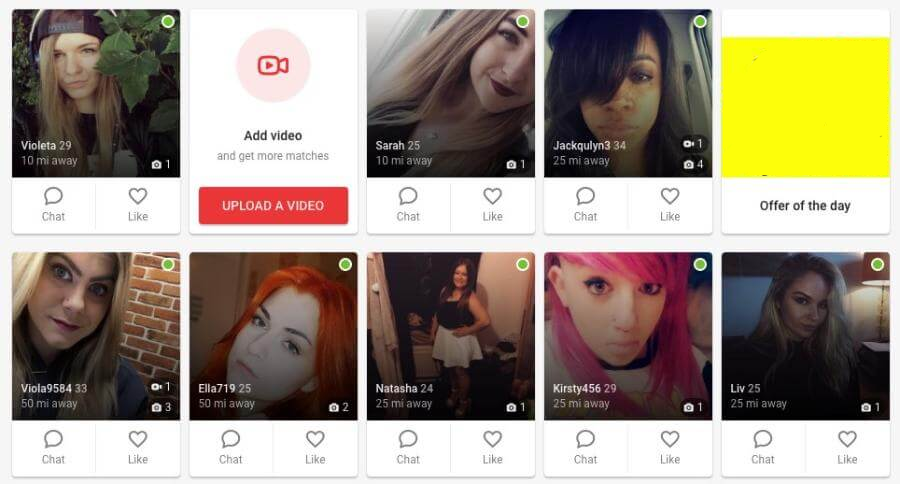 Violeta 29
10 mi away
1
Chat
Like
Add video
and get more matches
UPLOAD A VIDEO
Sarah 25
10 mi away
1
Chat
Like
Jackqulyn3 34
25 mi away
1
4
Chat
Like
Offer of the day
Viola9584 33
50 mi away
1
3
Chat
Like
Ella719 25
50 mi away
2
Chat
Like
Natasha 24
25 mi away
1
Chat
Like
Kirsty456 29
25 mi away
1
Chat
Like
Liv 25
25 mi away
1
Chat
Like